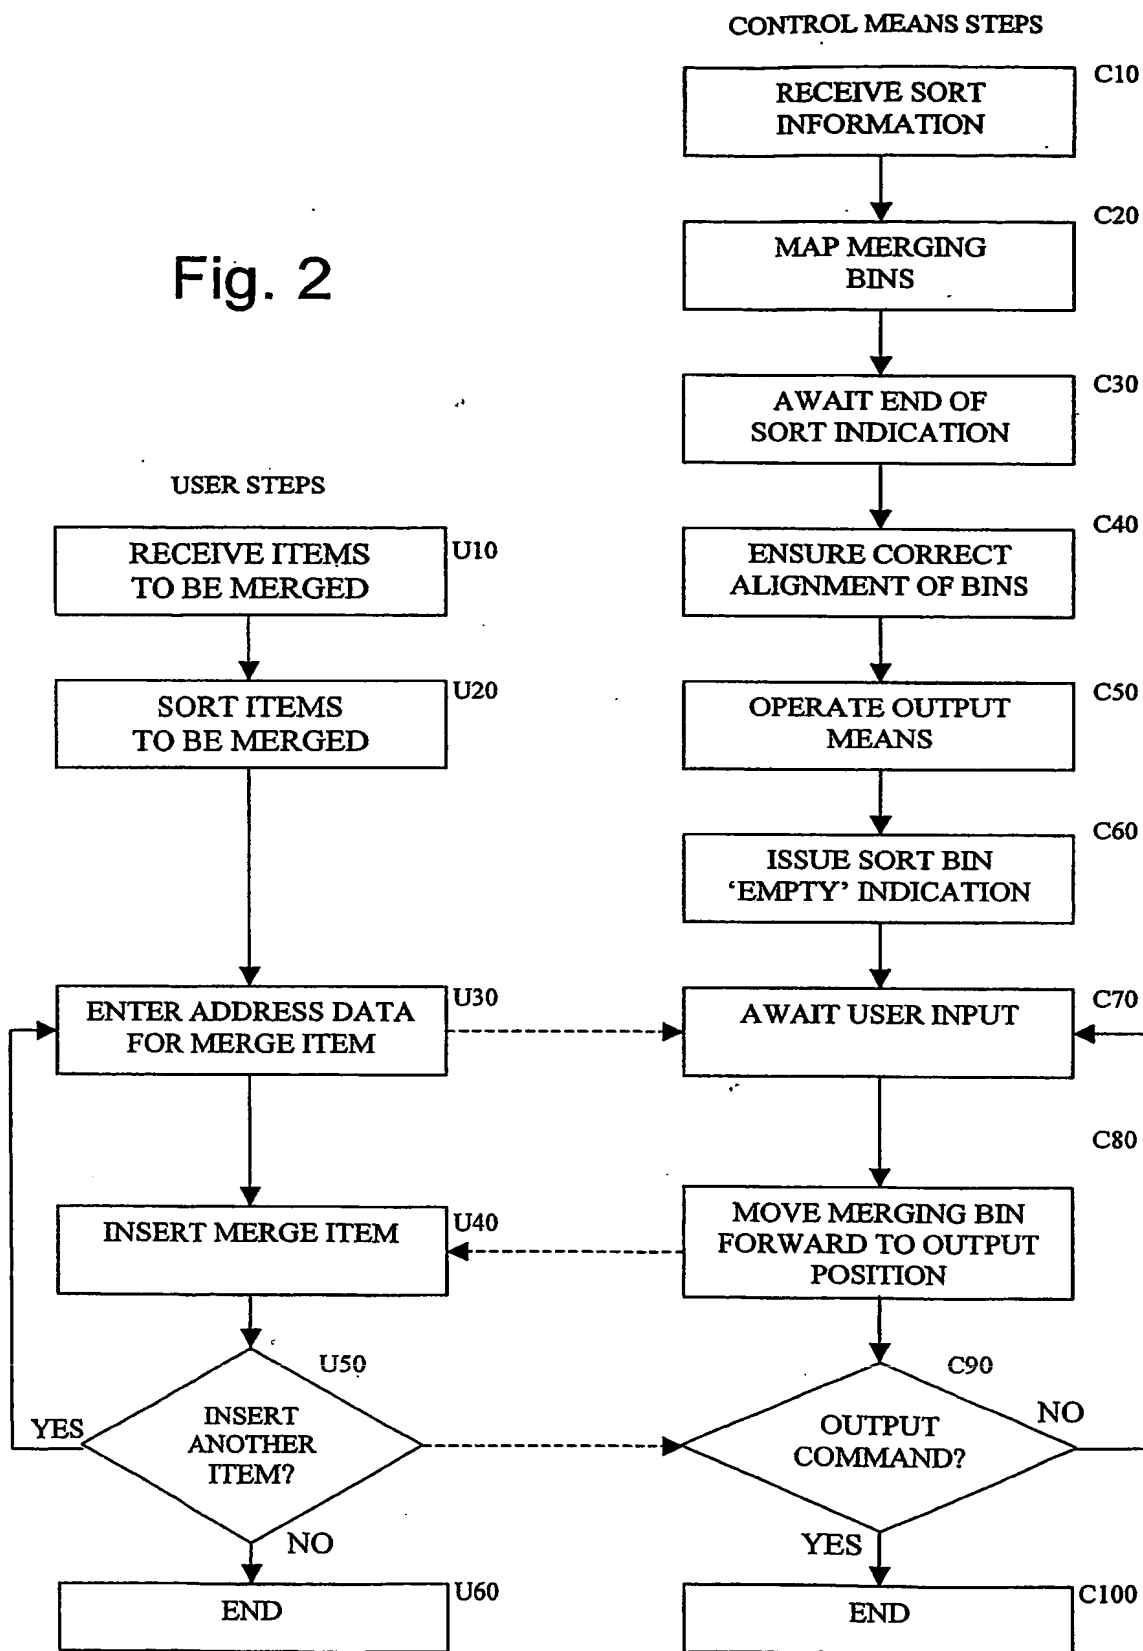 CONTROL MEANS STEPS
C10
RECEIVE SORT
INFORMATION
C20
MAP MERGING
BINS
Fig. 2
C30
AWAIT END OF
SORT INDICATION
USER STEPS
C40
ENSURE CORRECT
ALIGNMENT OF BINS
U10
RECEIVE ITEMS
TO BE MERGED
U20
SORT ITEMS
TO BE MERGED
C50
OPERATE OUTPUT
MEANS
C60
ISSUE SORT BIN
‘EMPTY’ INDICATION
U30
ENTER ADDRESS DATA
FOR MERGE ITEM
C70
AWAIT USER INPUT
C80
MOVE MERGING BIN
FORWARD TO OUTPUT
POSITION
U40
INSERT MERGE ITEM
U50
YES
INSERT
ANOTHER
ITEM?
NO
C90
NO
OUTPUT
COMMAND?
YES
U60
END
C100
END